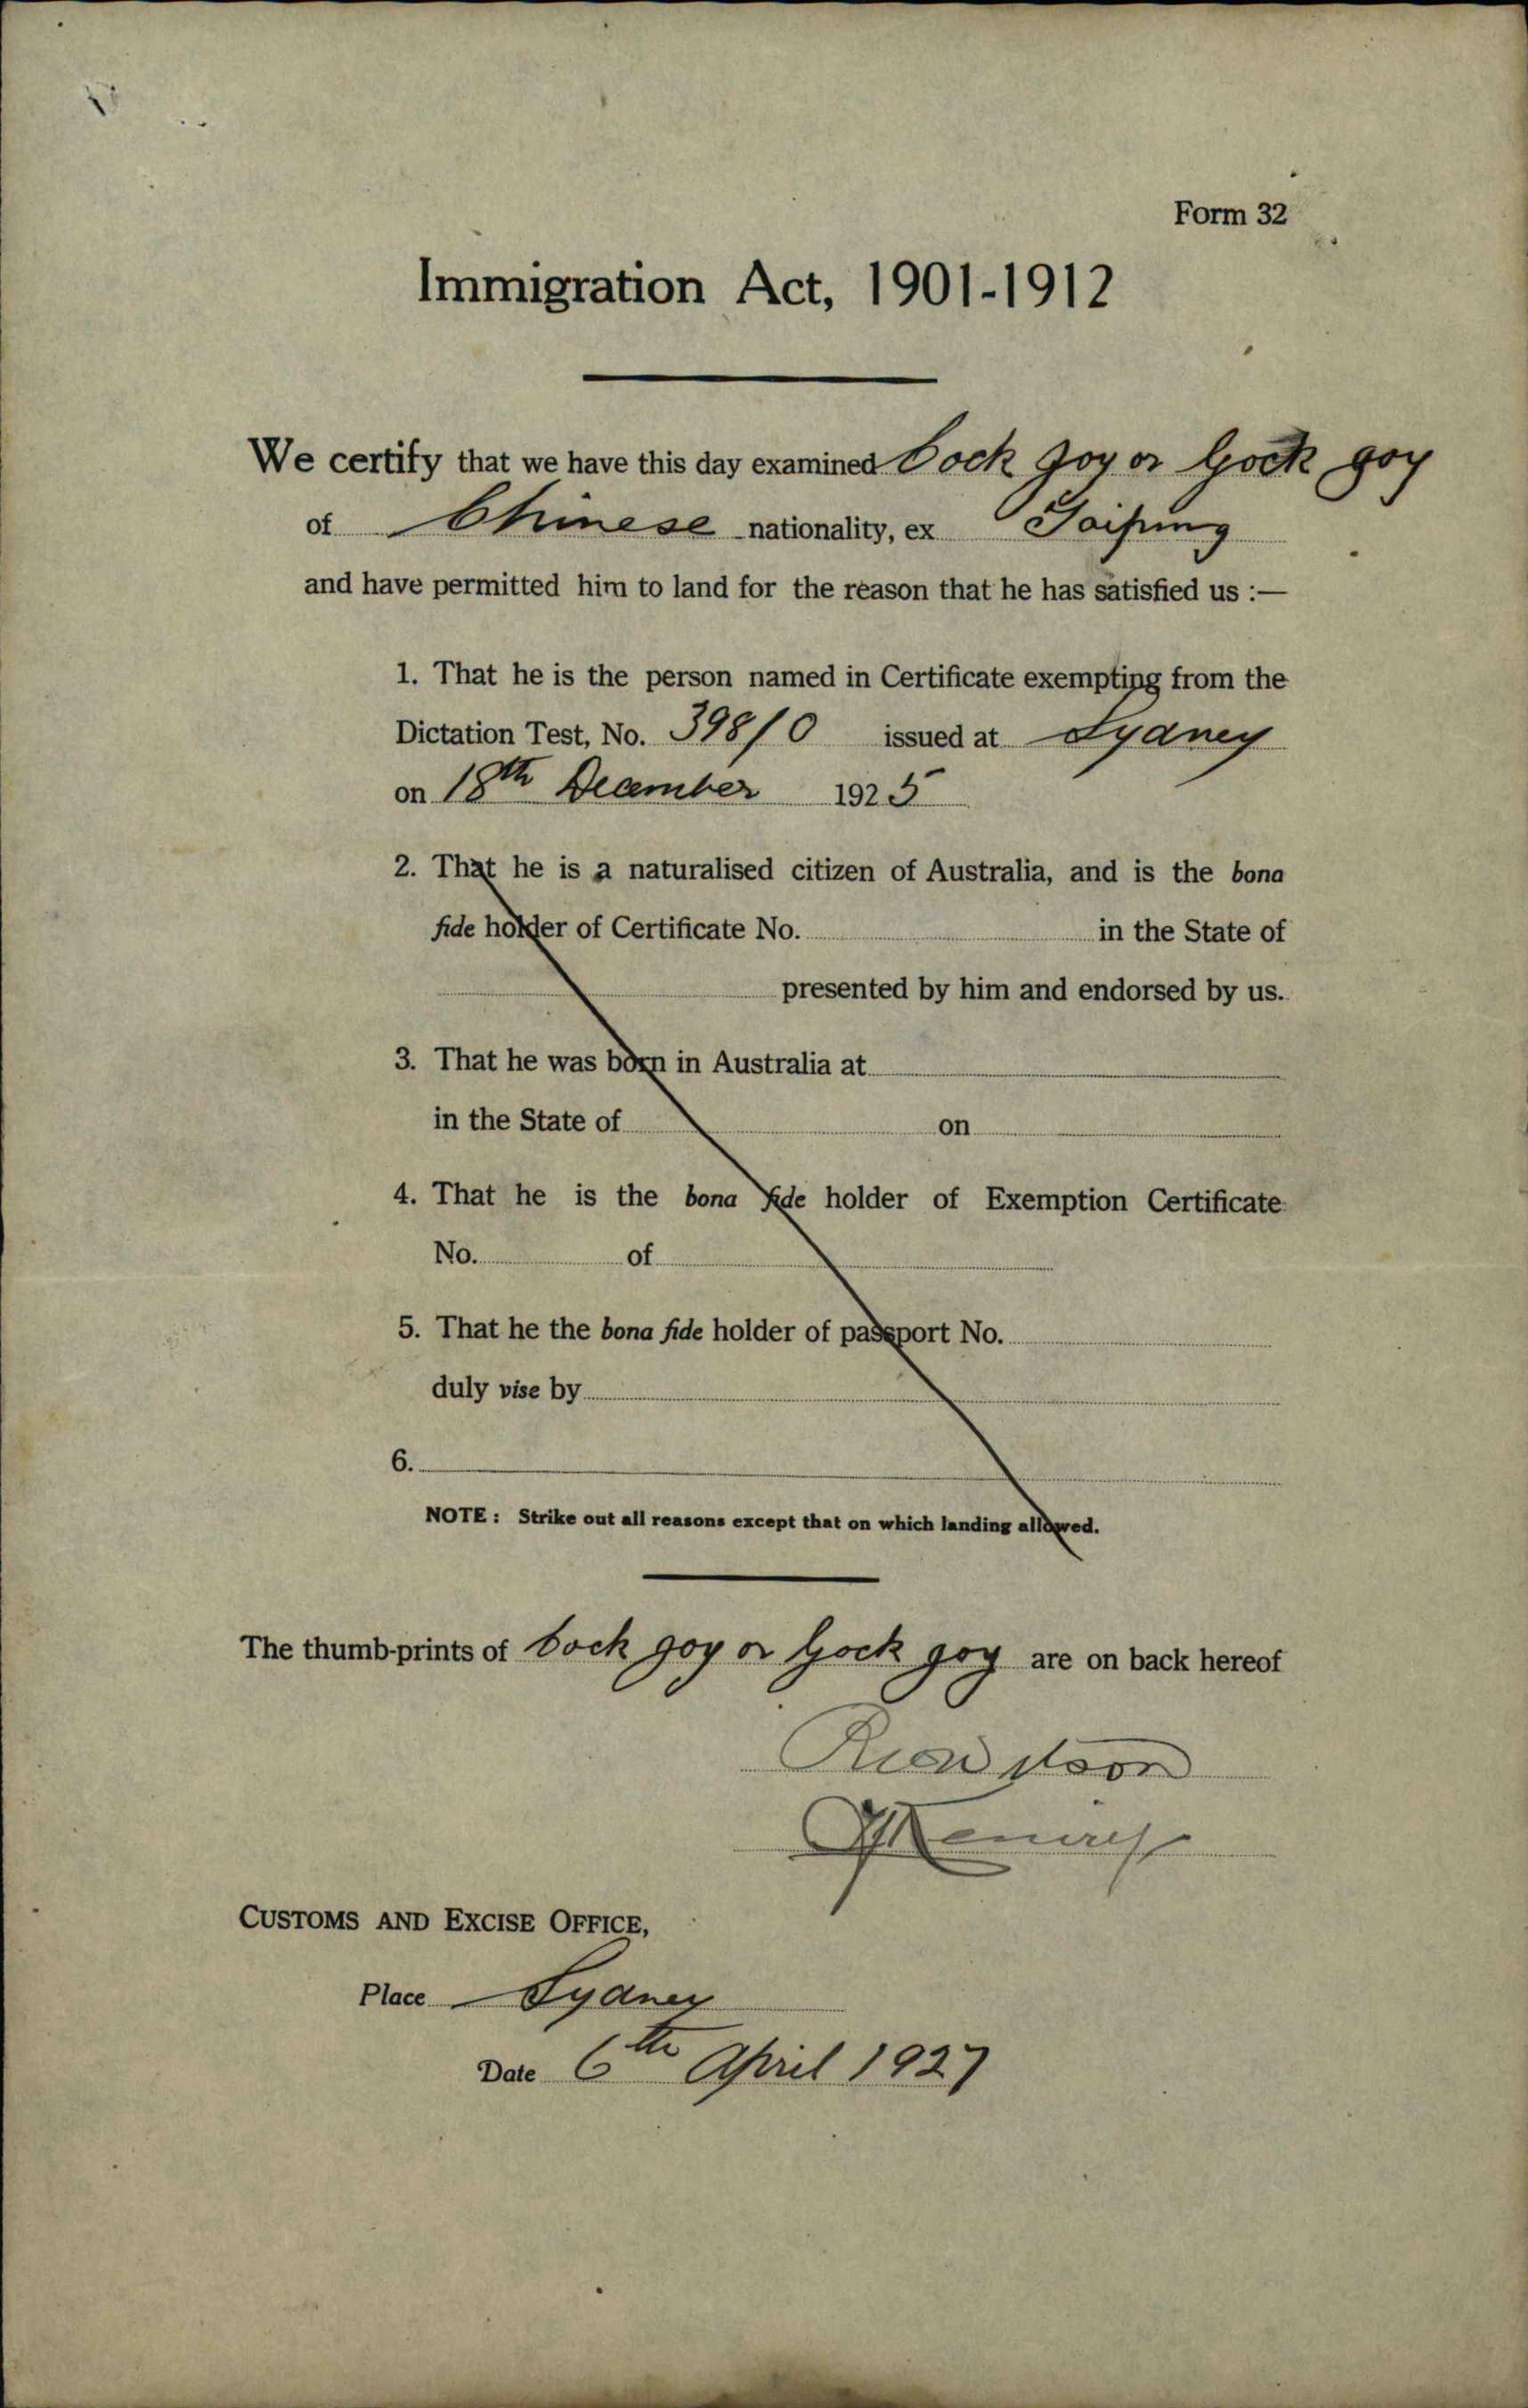 Form 32
Immigration Act, 1901-1912
We certify that we have this day examined Cock Joy or Gock Joy
of Chinese nationality, ex Taiping
and have permitted him to land for the reason that he has satisfied us :—
1. That he is the person named in Certificate exempting from the
Dictation Test, No. 398/0 issued at Sydney
on 18th December 1925
2. That he is a naturalised citizen of Australia, and is the bona
fide holder of Certificate No. in the State of
presented by him and endorsed by us.
3. That he was born in Australia at
in the State of on
4. That he is the bona fide holder of Exemption Certificate
No. of
5. That he the bona fide holder of passport No.
duly vise by
6.
NOTE : Strike out all reasons except that on which landing allowed.
The thumb-prints of Cock Joy or Gock Joy are on back hereof
CUSTOMS AND EXCISE OFFICE,
Place Sydney
Date 6th April 1927